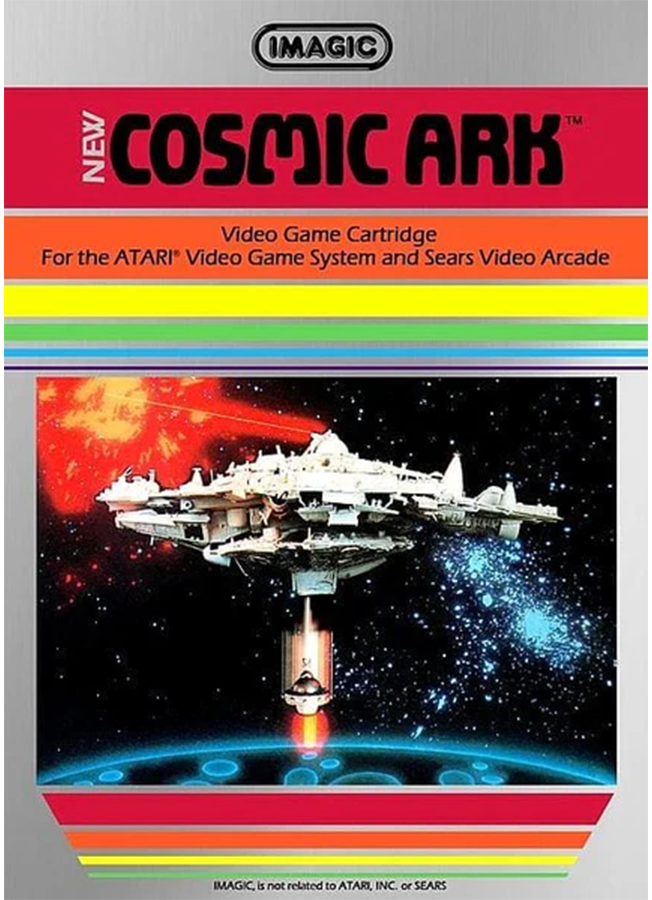 IMAGIC
NEW COSMIC ARK™
Video Game Cartridge
For the ATARI® Video Game System and Sears Video Arcade
IMAGIC, is not related to ATARI, INC. or SEARS